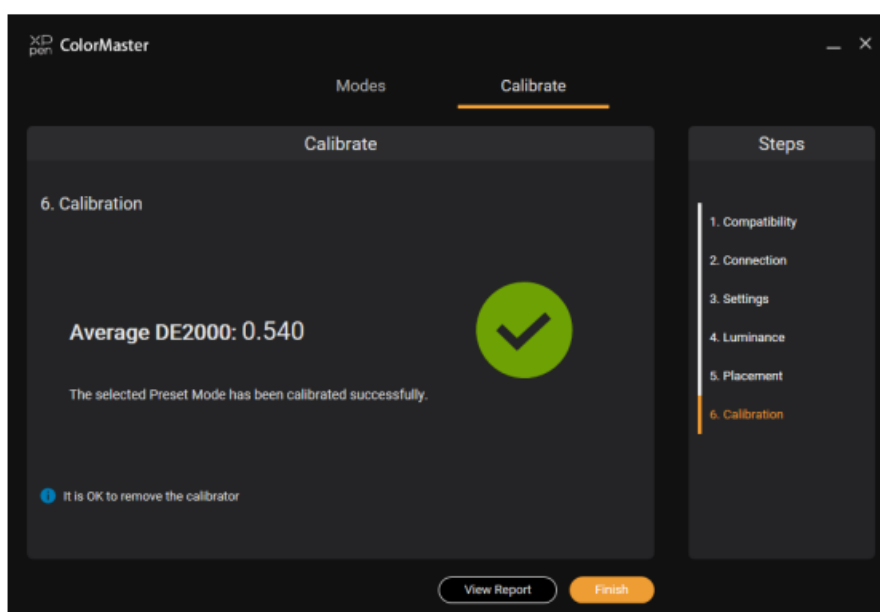 XP
pen ColorMaster
Modes
Calibrate
Calibrate
6. Calibration
Average DE2000: 0.540
The selected Preset Mode has been calibrated successfully.
It is OK to remove the calibrator
Steps
1. Compatibility
2. Connection
3. Settings
4. Luminance
5. Placement
6. Calibration
View Report
Finish